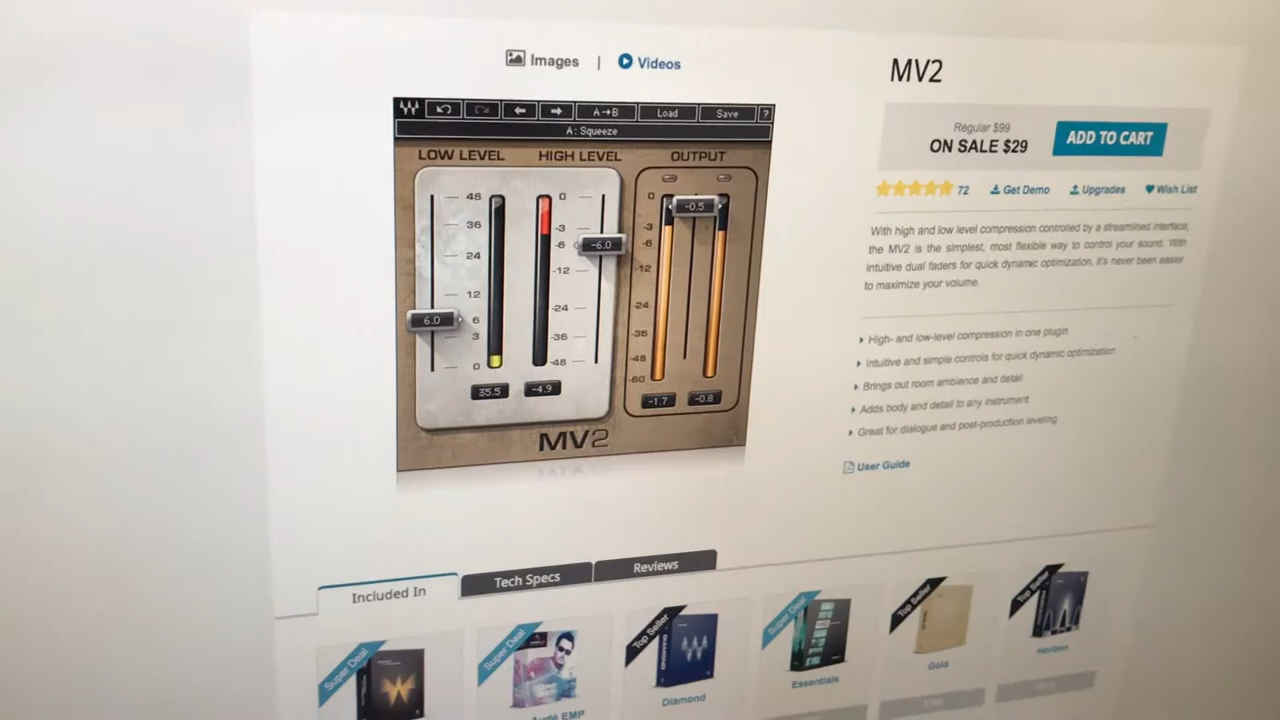 Images | Videos
MV2
Regular $99
ON SALE $29
ADD TO CART
72 Get Demo Upgrades Wish List
With high and low level compression controlled by a streamlined interface,
the MV2 is the simplest, most flexible way to control your sound. With
intuitive dual faders for quick dynamic optimization, it's never been easier
to maximize your volume.
High- and low-level compression in one plugin
Intuitive and simple controls for quick dynamic optimization
Brings out room ambience and detail
Adds body and detail to any instrument
Great for dialogue and post-production leveling
User Guide
A→B Load Save ?
A: Squeeze
LOW LEVEL HIGH LEVEL OUTPUT
48 0 0
-0.5
36 -3 -3
-6 -6.0 -6
24 -12 -12
12 -24 -24
6.0 6
3 -36 -36
0 -48 -48
-60
35.5 -4.9 -1.7 -0.8
MV2
Included In Tech Specs Reviews
Super Deal Super Deal Top Seller Super Deal Top Seller Top Seller
DIAMOND
Aude EMP Diamond Essentials Gold Horizon